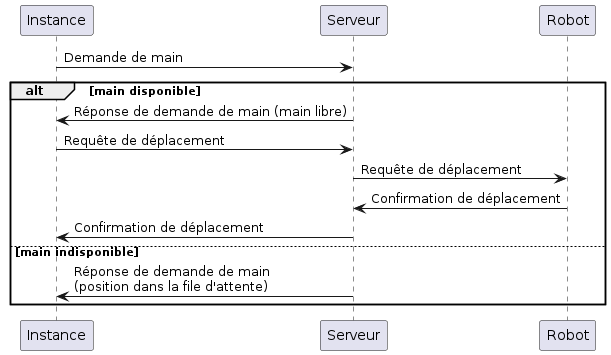 Instance Serveur Robot
Demande de main
alt [main disponible]
Réponse de demande de main (main libre)
Requête de déplacement
Requête de déplacement
Confirmation de déplacement
Confirmation de déplacement
[main indisponible]
Réponse de demande de main
(position dans la file d'attente)
Instance Serveur Robot